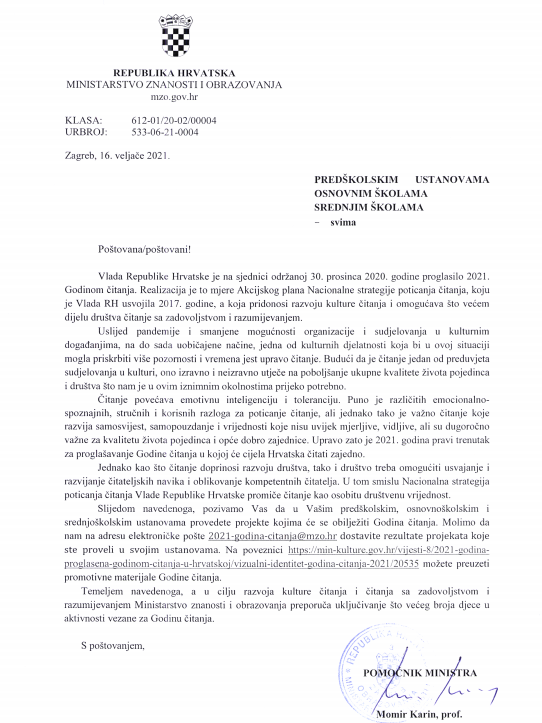 REPUBLIKA HRVATSKA
MINISTARSTVO ZNANOSTI I OBRAZOVANJA
mzo.gov.hr
KLASA: 612-01/20-02/00004
URBROJ: 533-06-21-0004
Zagreb, 16. veljače 2021.
PREDŠKOLSKIM USTANOVAMA
OSNOVNIM ŠKOLAMA
SREDNJIM ŠKOLAMA
– svima
Poštovana/poštovani!
Vlada Republike Hrvatske je na sjednici održanoj 30. prosinca 2020. godine proglasilo 2021.
Godinom čitanja. Realizacija je to mjere Akcijskog plana Nacionalne strategije poticanja čitanja, koju
je Vlada RH usvojila 2017. godine, a koja pridonosi razvoju kulture čitanja i omogućava što većem
dijelu društva čitanje sa zadovoljstvom i razumijevanjem.
Uslijed pandemije i smanjene mogućnosti organizacije i sudjelovanja u kulturnim
događanjima, na do sada uobičajene načine, jedna od kulturnih djelatnosti koja bi u ovoj situaciji
mogla priskrbiti više pozornosti i vremena jest upravo čitanje. Budući da je čitanje jedan od preduvjeta
sudjelovanja u kulturi, ono izravno i neizravno utječe na poboljšanje ukupne kvalitete života pojedinca
i društva što nam je u ovim iznimnim okolnostima prijeko potrebno.
Čitanje povećava emotivnu inteligenciju i toleranciju. Puno je različitih emocionalno-
spoznajnih, stručnih i korisnih razloga za poticanje čitanja, ali jednako tako je važno čitanje koje
razvija samosvijest, samopouzdanje i vrijednosti koje nisu uvijek mjerljive, vidljive, ali su dugoročno
važne za kvalitetu života pojedinca i opće dobro zajednice. Upravo zato je 2021. godina pravi trenutak
za proglašavanje Godine čitanja u kojoj će cijela Hrvatska čitati zajedno.
Jednako kao što čitanje doprinosi razvoju društva, tako i društvo treba omogućiti usvajanje i
razvijanje čitateljskih navika i oblikovanje kompetentnih čitatelja. U tom smislu Nacionalna strategija
poticanja čitanja Vlade Republike Hrvatske promiče čitanje kao osobitu društvenu vrijednost.
Slijedom navedenoga, pozivamo Vas da u Vašim predškolskim, osnovnoškolskim i
srednjoškolskim ustanovama provedete projekte kojima će se obilježiti Godina čitanja. Molimo da
nam na adresu elektroničke pošte 2021-godina-citanja@mzo.hr dostavite rezultate projekata koje
ste proveli u svojim ustanovama. Na poveznici https://min-kulture.gov.hr/vijesti-8/2021-godina-
proglasena-godinom-citanja-u-hrvatskoj/vizualni-identitet-godina-citanja-2021/20535 možete preuzeti
promotivne materijale Godine čitanja.
Temeljem navedenoga, a u cilju razvoja kulture čitanja i čitanja sa zadovoljstvom i
razumijevanjem Ministarstvo znanosti i obrazovanja preporuča uključivanje što većeg broja djece u
aktivnosti vezane za Godinu čitanja.
S poštovanjem,
POMOĆNIK MINISTRA
Momir Karin, prof.